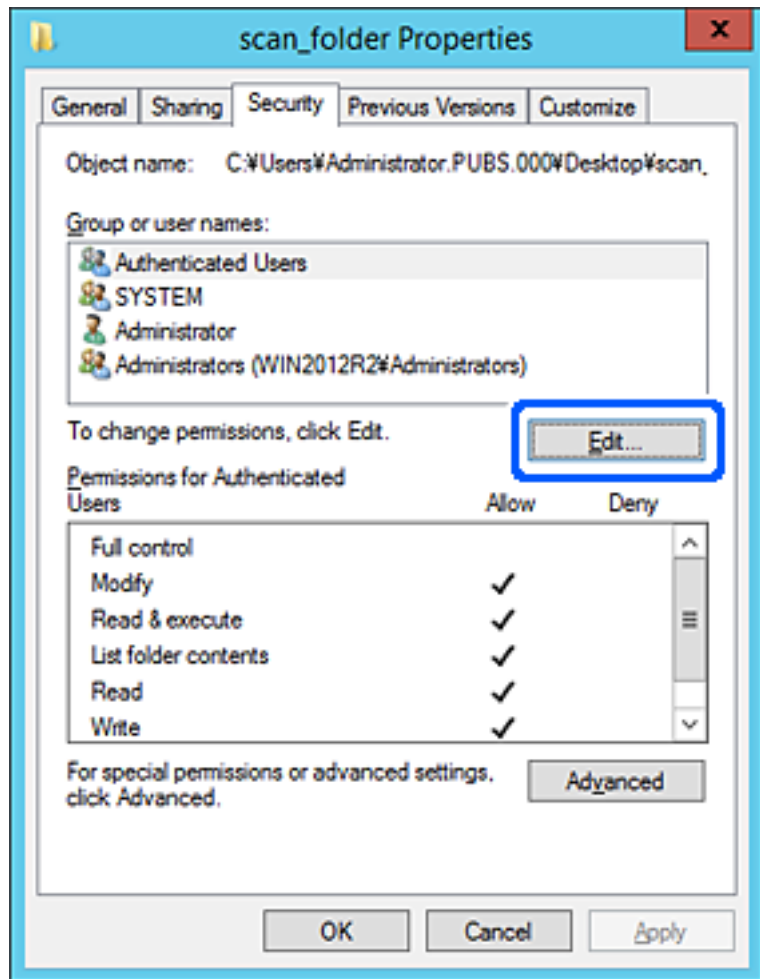 scan_folder Properties
x
General Sharing Security Previous Versions Customize
Object name: C:¥Users¥Administrator.PUBS.000¥Desktop¥scan_
Group or user names:
Authenticated Users
SYSTEM
Administrator
Administrators (WIN2012R2¥Administrators)
To change permissions, click Edit.
Edit...
Permissions for Authenticated
Users Allow Deny
Full control
Modify
Read & execute
List folder contents
Read
Write
For special permissions or advanced settings,
click Advanced.
Advanced
OK Cancel Apply